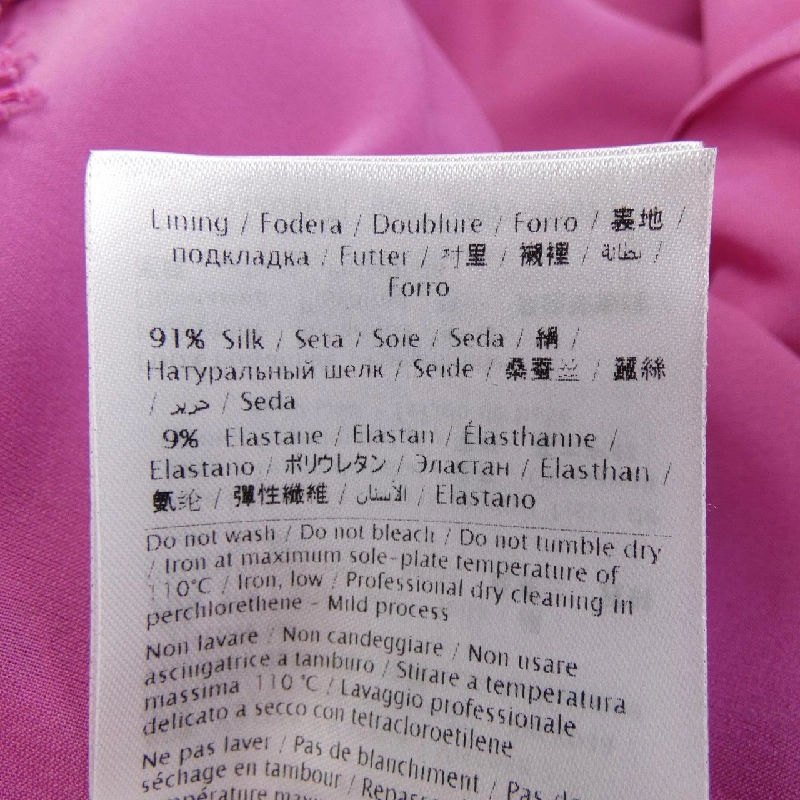 Lining / Fodera / Doublure / Forro / 裏地 /
подкладка / Futter / 衬里 / 襯裡 / بطانة /
Forro
91% Silk / Seta / Soie / Seda / 絹 /
Натуральный шелк / Seide / 桑蚕丝 / 蠶絲
/ حرير / Seda
9% Elastane / Elastan / Élasthanne /
Elastano / ポリウレタン / Эластан / Elasthan /
氨纶 / 彈性纖維 / الأستان / Elastano
Do not wash / Do not bleach / Do not tumble dry
/ Iron at maximum sole-plate temperature of
110°C / Iron, low / Professional dry cleaning in
perchlorethene - Mild process
Non lavare / Non candeggiare / Non usare
asciugatrice a tamburo / Stirare a temperatura
massima 110 °C / Lavaggio professionale
delicato a secco con tetracloroetilene
Ne pas laver / Pas de blanchiment / Pas de
séchage en tambour / Repass
température max